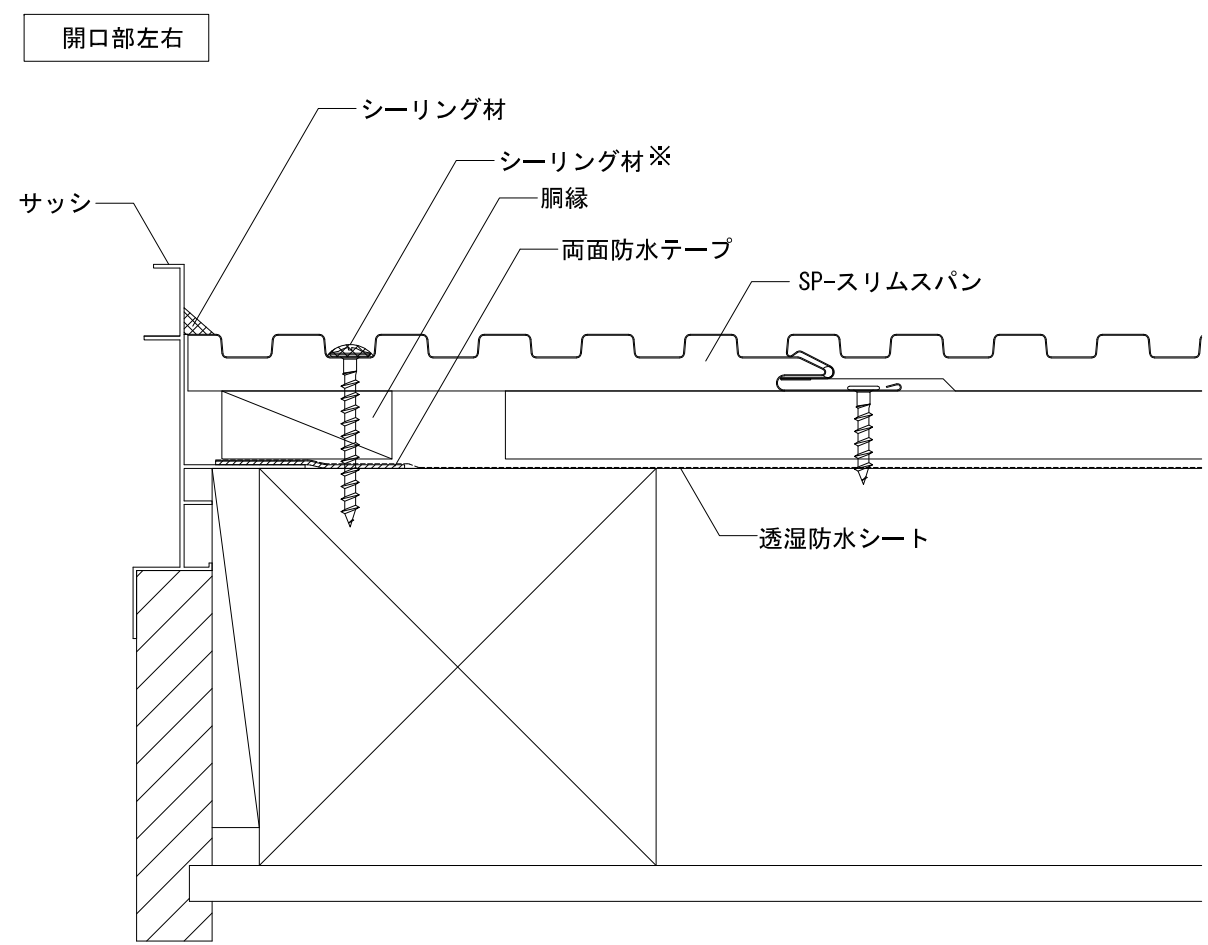 開口部左右
シーリング材
シーリング材※
サッシ
胴縁
両面防水テープ
SP-スリムスパン
透湿防水シート